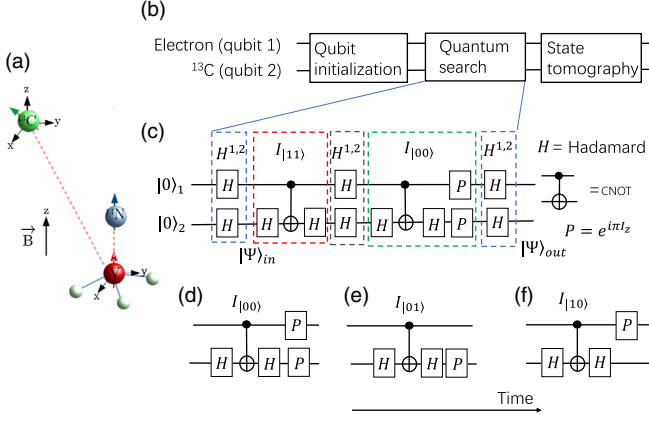 (b)
Electron (qubit 1)
¹³C (qubit 2)
Qubit initialization
Quantum search
State tomography
(a)
z
¹³C
y
x
z
B⃗
N
V
y
x
(c)
H¹,² I|11⟩ H¹,² I|00⟩ H¹,²
H = Hadamard
|0⟩₁ H H P H
|0⟩₂ H H H H H H P H
= CNOT
P = e^{iπI_z}
|Ψ⟩in
|Ψ⟩out
(d) (e) (f)
I|00⟩ I|01⟩ I|10⟩
P P
H H P H H P H H
Time